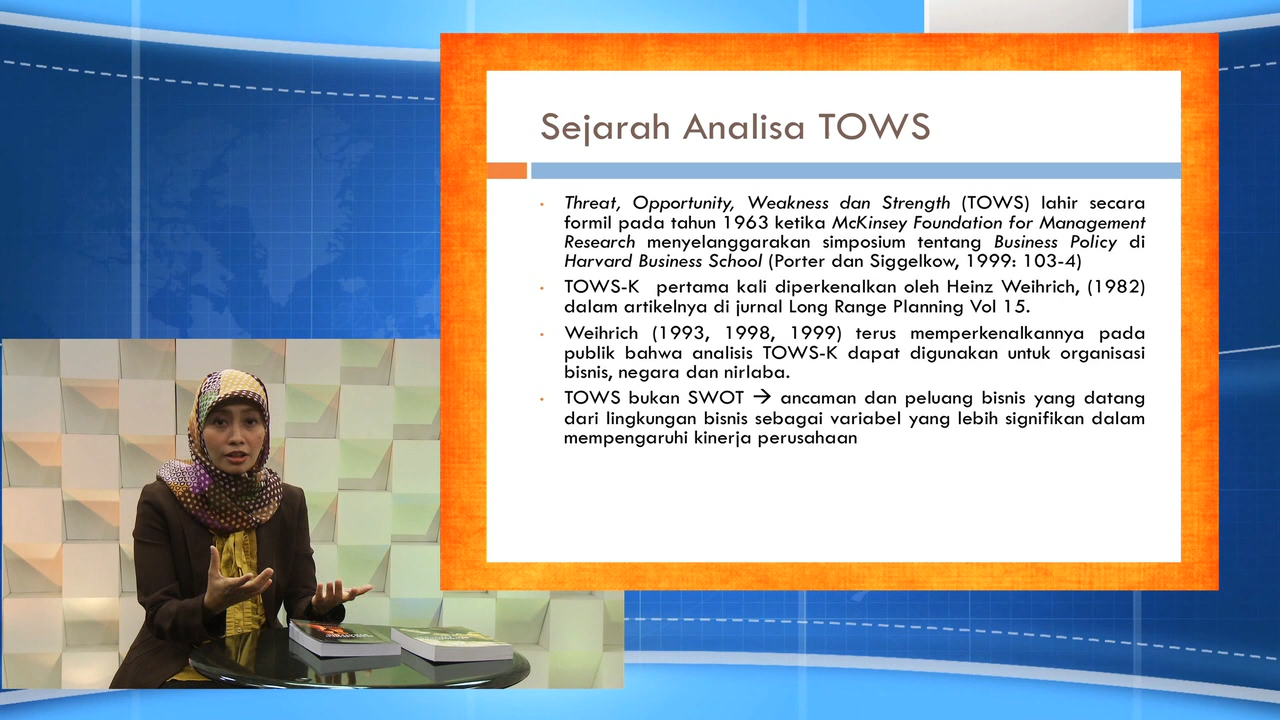 Sejarah Analisa TOWS
• Threat, Opportunity, Weakness dan Strength (TOWS) lahir secara
formil pada tahun 1963 ketika McKinsey Foundation for Management
Research menyelanggarakan simposium tentang Business Policy di
Harvard Business School (Porter dan Siggelkow, 1999: 103-4)
• TOWS-K pertama kali diperkenalkan oleh Heinz Weihrich, (1982)
dalam artikelnya di jurnal Long Range Planning Vol 15.
• Weihrich (1993, 1998, 1999) terus memperkenalkannya pada
publik bahwa analisis TOWS-K dapat digunakan untuk organisasi
bisnis, negara dan nirlaba.
• TOWS bukan SWOT → ancaman dan peluang bisnis yang datang
dari lingkungan bisnis sebagai variabel yang lebih signifikan dalam
mempengaruhi kinerja perusahaan